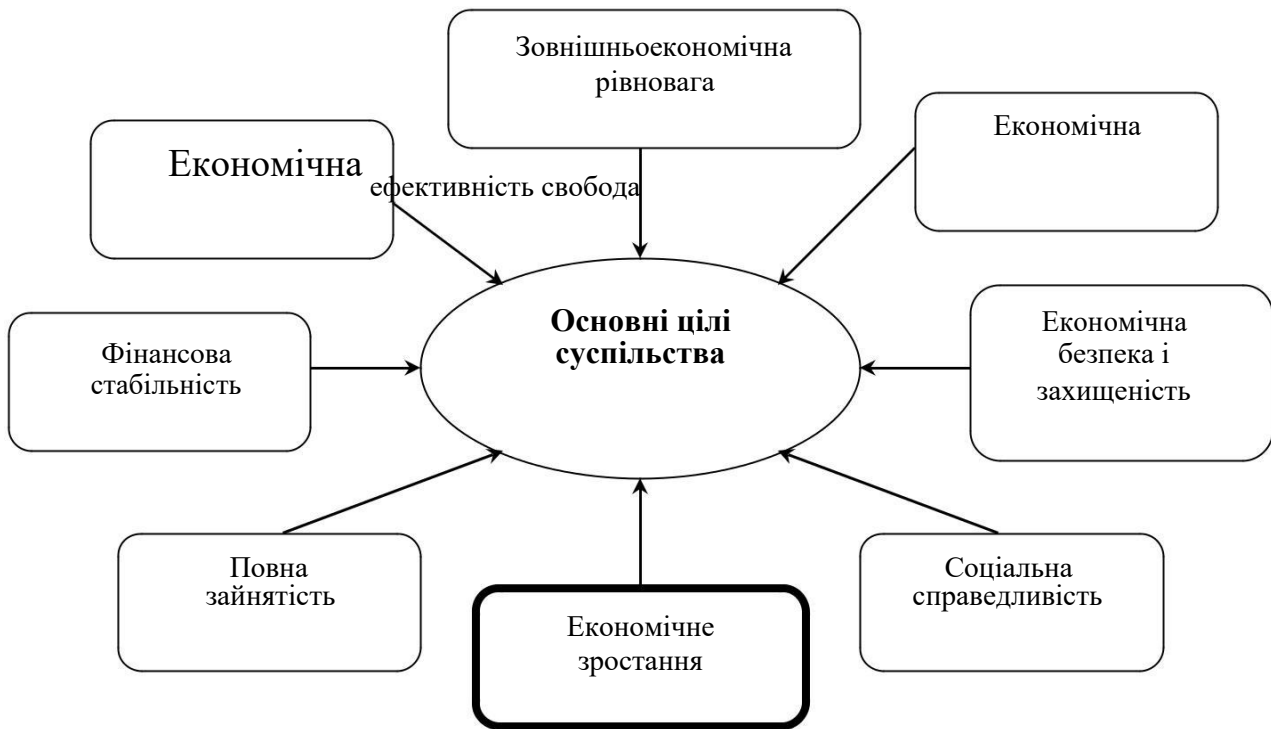 Зовнішньоекономічна
рівновага
Економічна
Економічна
ефективність свобода
Основні цілі
суспільства
Фінансова
стабільність
Економічна
безпека і
захищеність
Повна
зайнятість
Економічне
зростання
Соціальна
справедливість